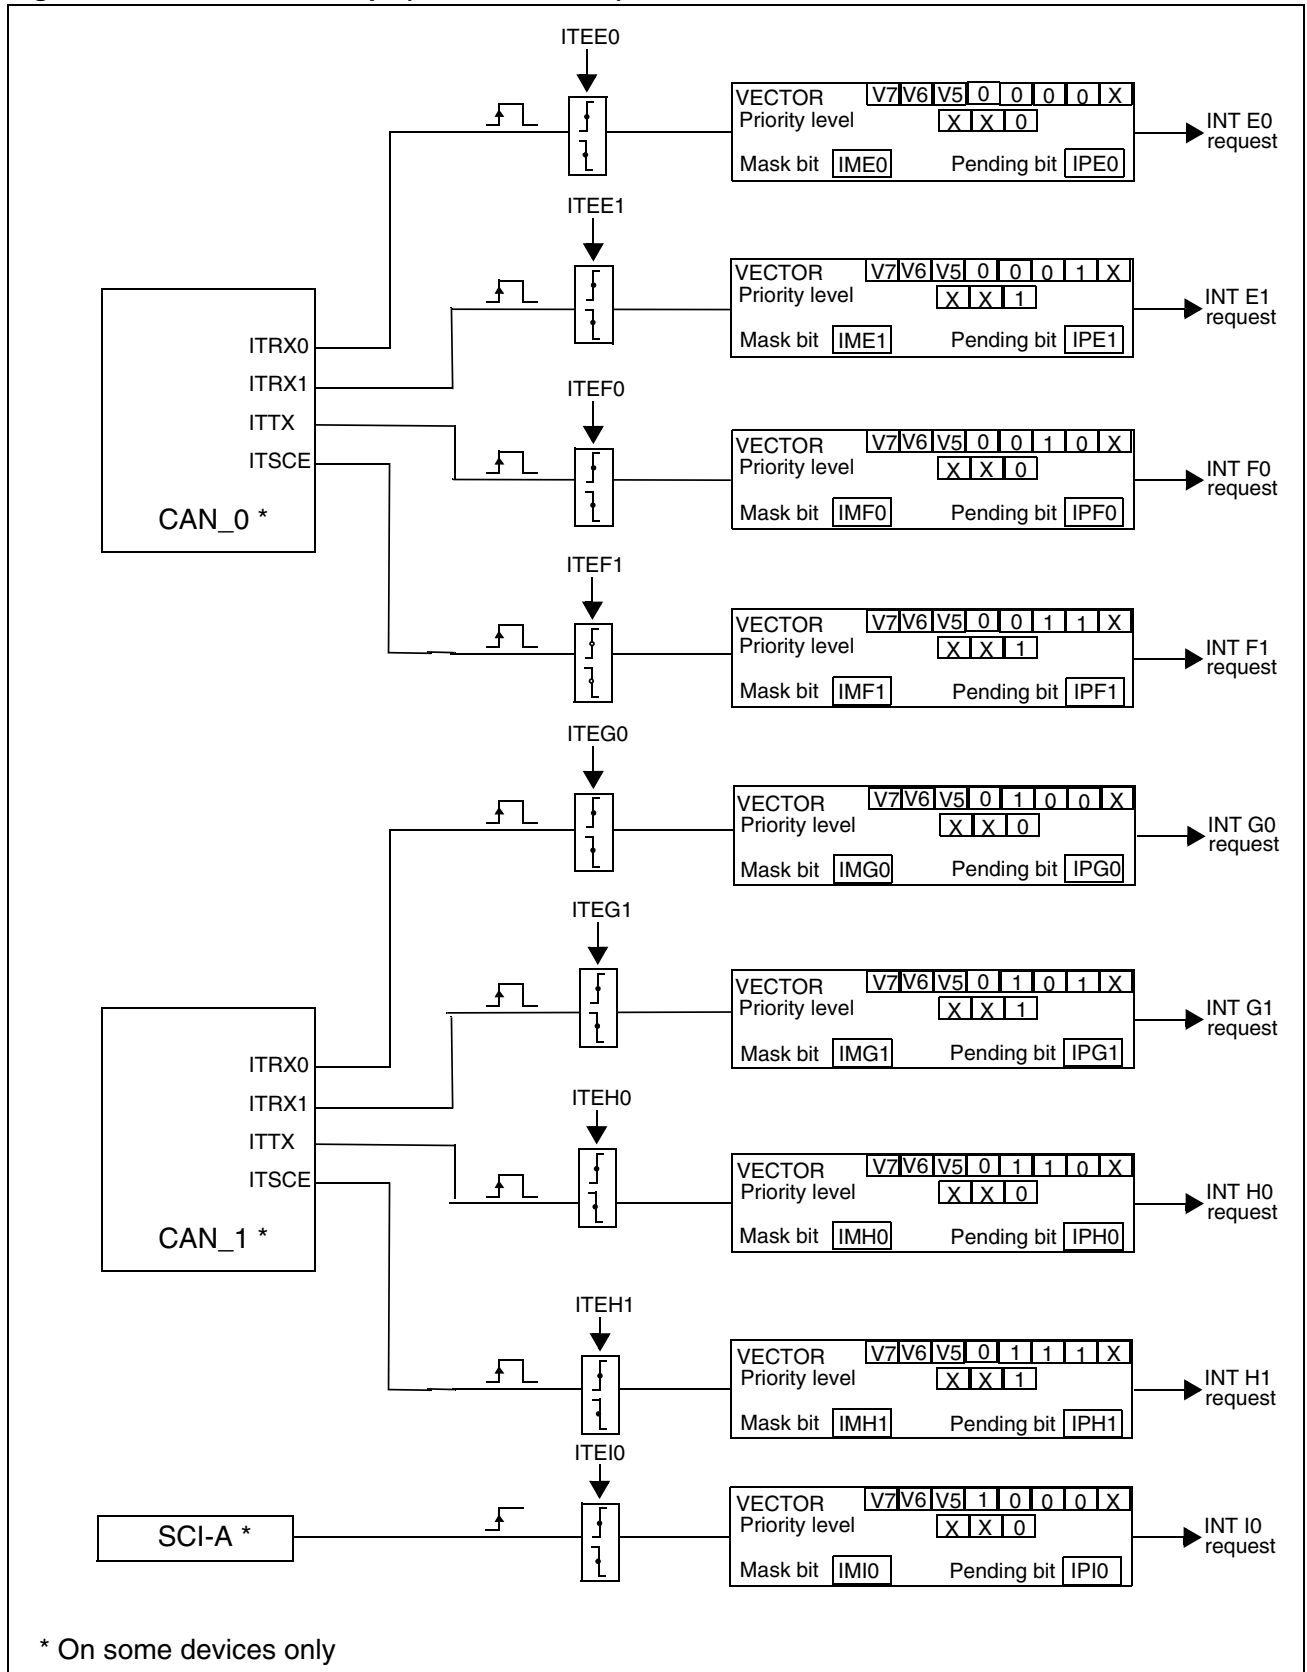 ITEE0
VECTOR V7 V6 V5 0 0 0 0 X
Priority level X X 0
Mask bit IME0 Pending bit IPE0
INT E0
request
ITEE1
VECTOR V7 V6 V5 0 0 0 1 X
Priority level X X 1
Mask bit IME1 Pending bit IPE1
INT E1
request
ITRX0
ITRX1
ITTX
ITSCE
CAN_0 *
ITEF0
VECTOR V7 V6 V5 0 0 1 0 X
Priority level X X 0
Mask bit IMF0 Pending bit IPF0
INT F0
request
ITEF1
VECTOR V7 V6 V5 0 0 1 1 X
Priority level X X 1
Mask bit IMF1 Pending bit IPF1
INT F1
request
ITEG0
VECTOR V7 V6 V5 0 1 0 0 X
Priority level X X 0
Mask bit IMG0 Pending bit IPG0
INT G0
request
ITEG1
VECTOR V7 V6 V5 0 1 0 1 X
Priority level X X 1
Mask bit IMG1 Pending bit IPG1
INT G1
request
ITRX0
ITRX1
ITTX
ITSCE
CAN_1 *
ITEH0
VECTOR V7 V6 V5 0 1 1 0 X
Priority level X X 0
Mask bit IMH0 Pending bit IPH0
INT H0
request
ITEH1
VECTOR V7 V6 V5 0 1 1 1 X
Priority level X X 1
Mask bit IMH1 Pending bit IPH1
INT H1
request
ITEI0
SCI-A *
VECTOR V7 V6 V5 1 0 0 0 X
Priority level X X 0
Mask bit IMI0 Pending bit IPI0
INT I0
request
* On some devices only